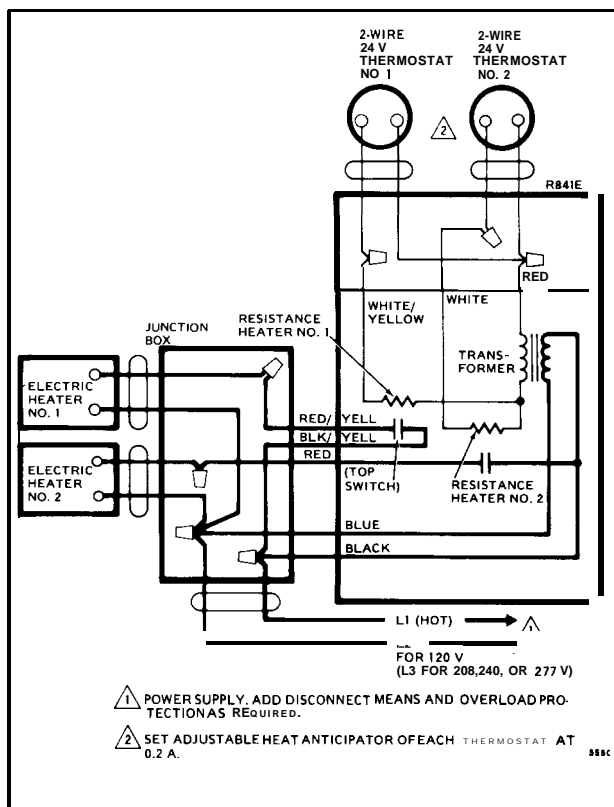 2-WIRE
24 V
THERMOSTAT
NO 1
2-WIRE
24 V
THERMOSTAT
NO. 2
2
R841E
RED
WHITE/
YELLOW
WHITE
RESISTANCE
HEATER NO. 1
JUNCTION
BOX
TRANS-
FORMER
ELECTRIC
HEATER
NO. 1
RED/ YELL
BLK/ YELL
RED
ELECTRIC
HEATER
NO. 2
(TOP
SWITCH)
RESISTANCE
HEATER NO. 2
BLUE
BLACK
L1 (HOT)
1
FOR 120 V
(L3 FOR 208,240, OR 277 V)
1 POWER SUPPLY. ADD DISCONNECT MEANS AND OVERLOAD PRO-
TECTIONAS REQUIRED.
2 SET ADJUSTABLE HEAT ANTICIPATOR OF EACH THERMOSTAT AT
0.2 A.